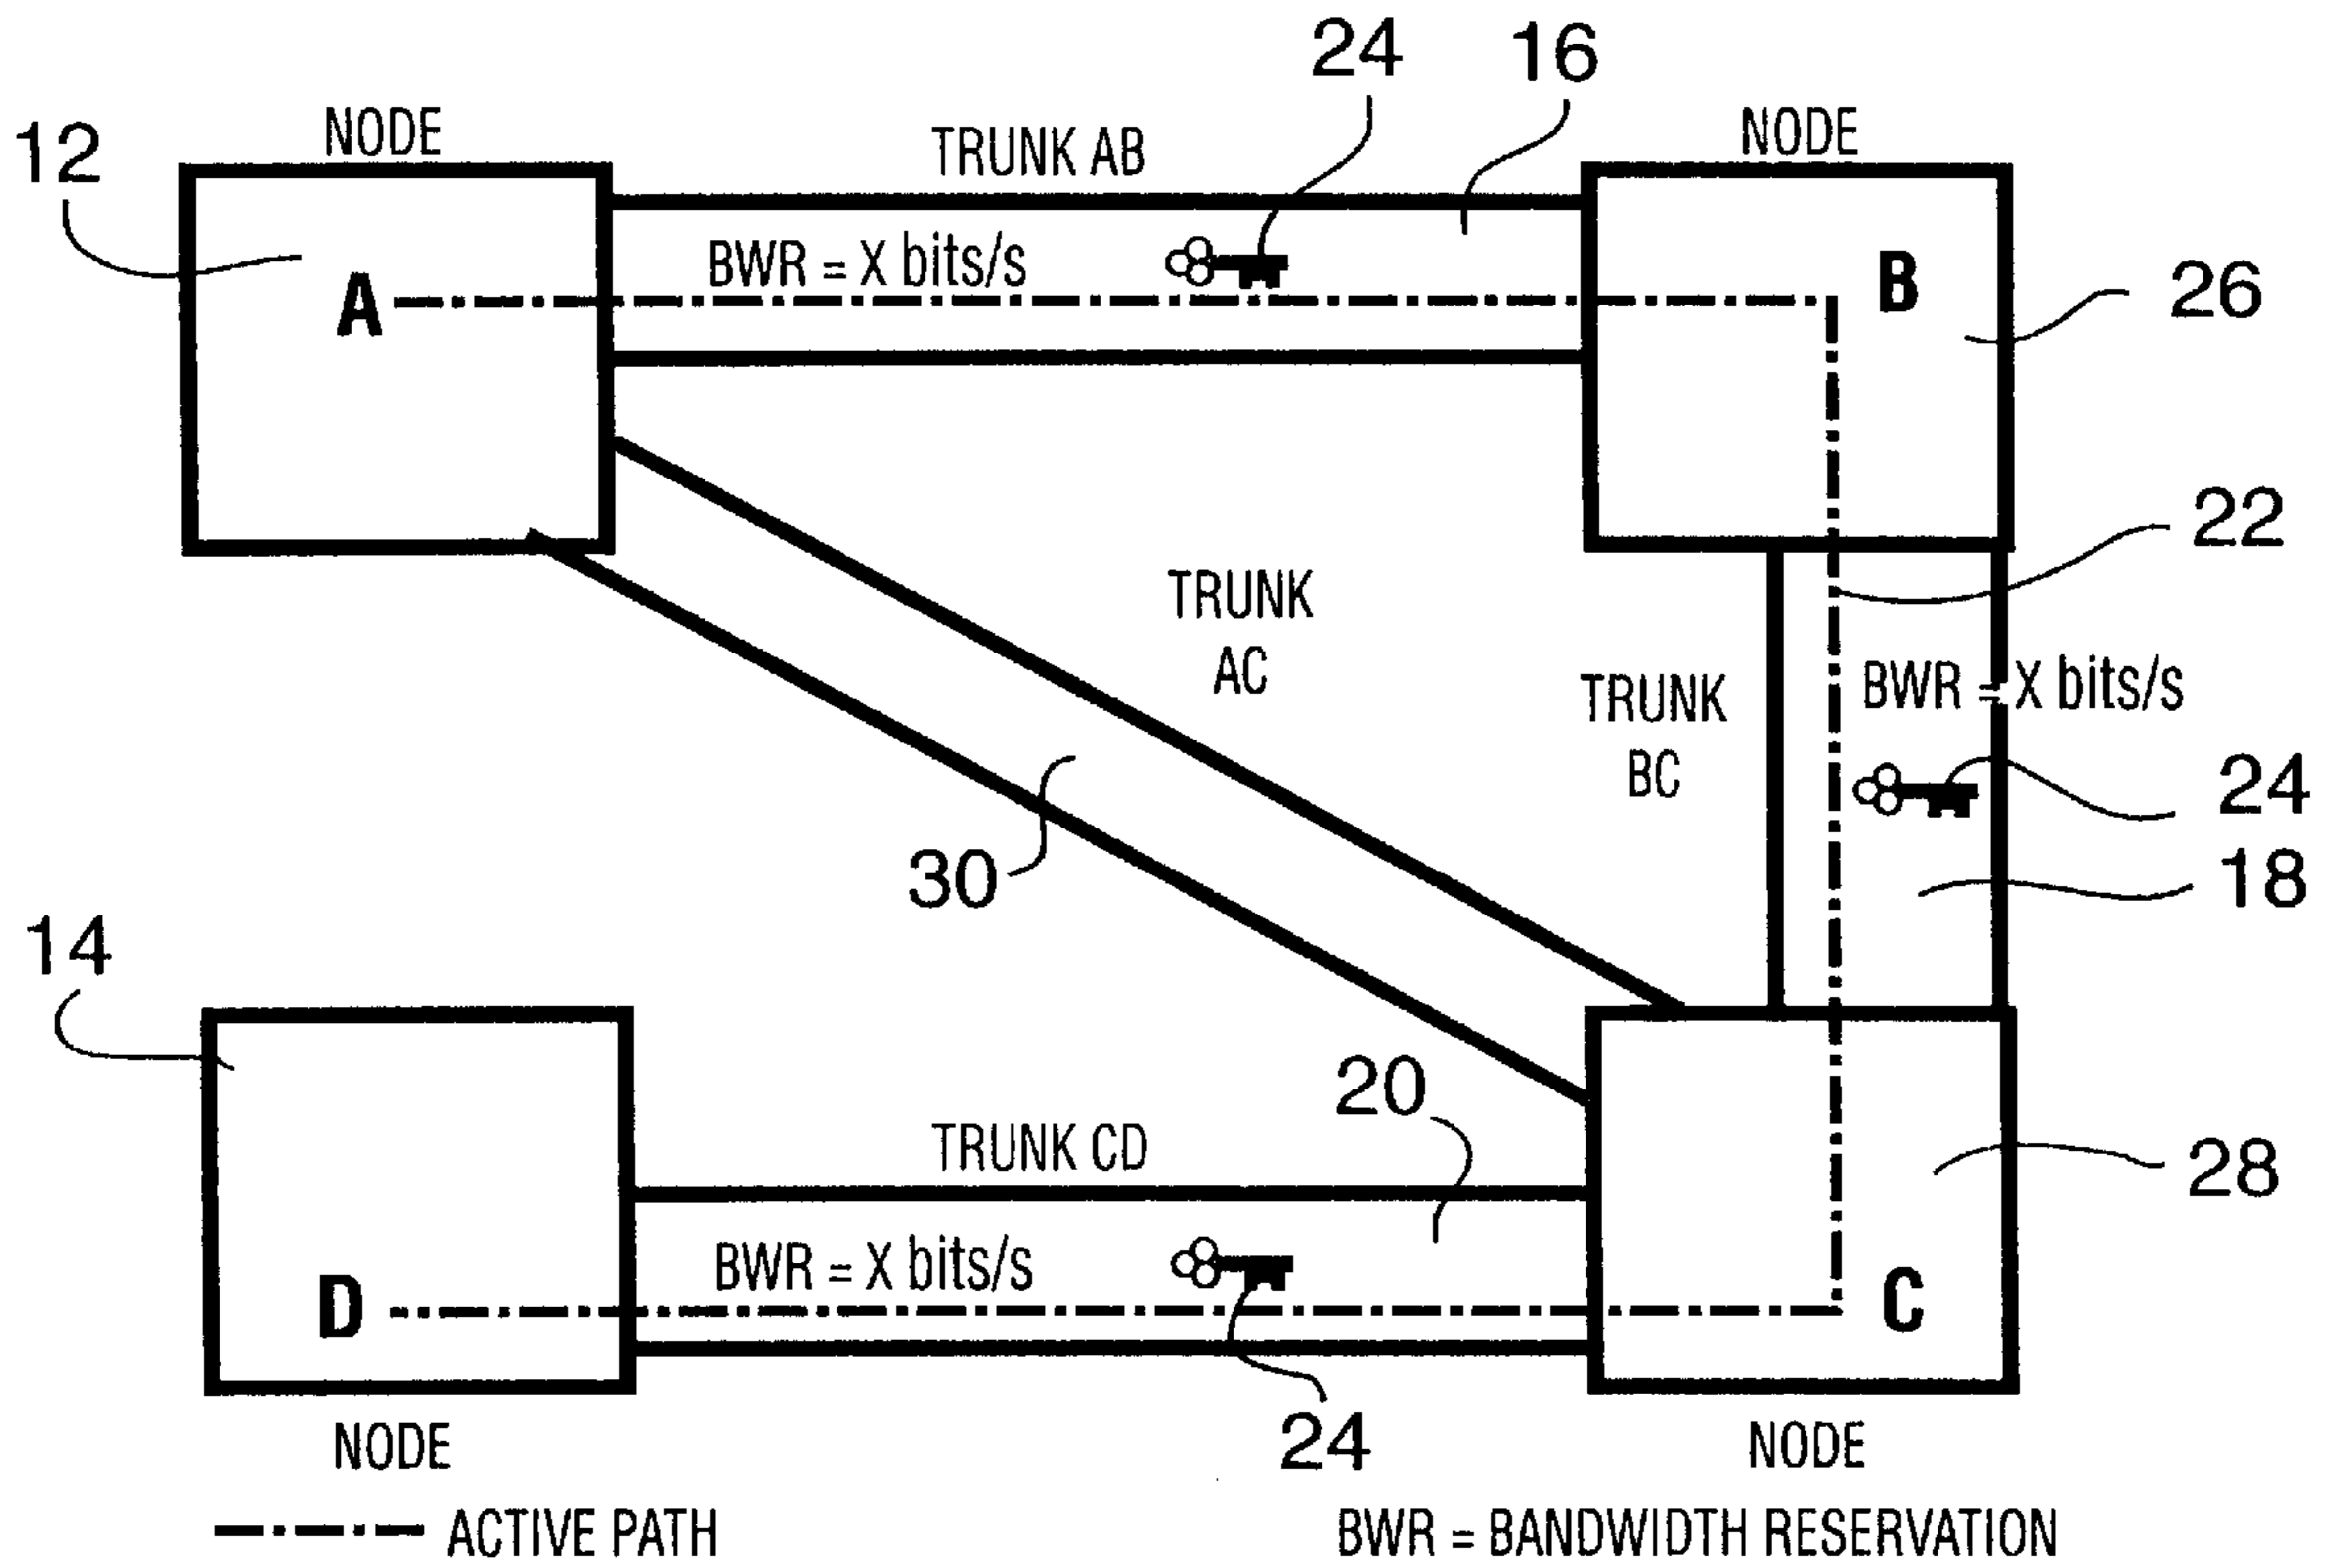 24 16
NODE NODE
12 TRUNK AB
BWR = X bits/s
A B 26
22
TRUNK
AC
TRUNK
BC
BWR = X bits/s
24
30 18
14
20
TRUNK CD
28
BWR = X bits/s
D C
24
NODE NODE
ACTIVE PATH BWR = BANDWIDTH RESERVATION